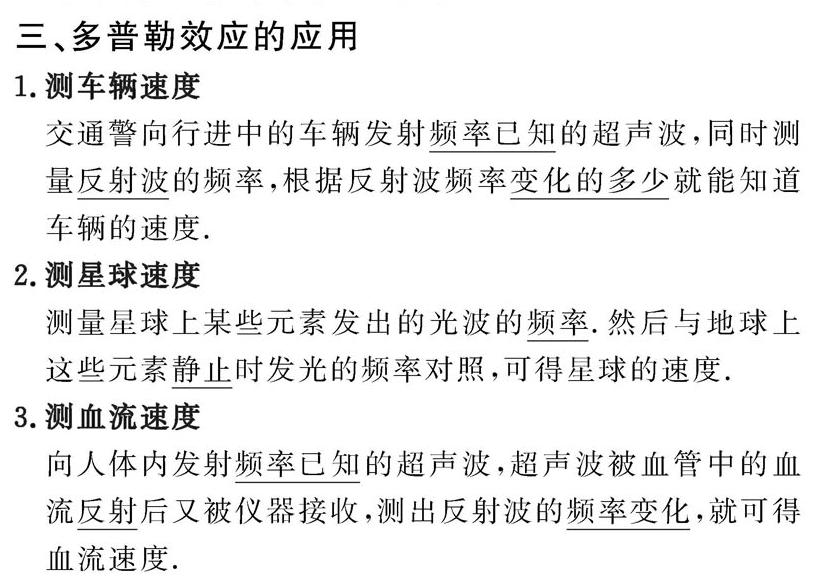 三、多普勒效应的应用
1. 测车辆速度
交通警向行进中的车辆发射频率已知的超声波,同时测
量反射波的频率,根据反射波频率变化的多少就能知道
车辆的速度.
2. 测星球速度
测量星球上某些元素发出的光波的频率. 然后与地球上
这些元素静止时发光的频率对照,可得星球的速度.
3. 测血流速度
向人体内发射频率已知的超声波,超声波被血管中的血
流反射后又被仪器接收,测出反射波的频率变化,就可得
血流速度.